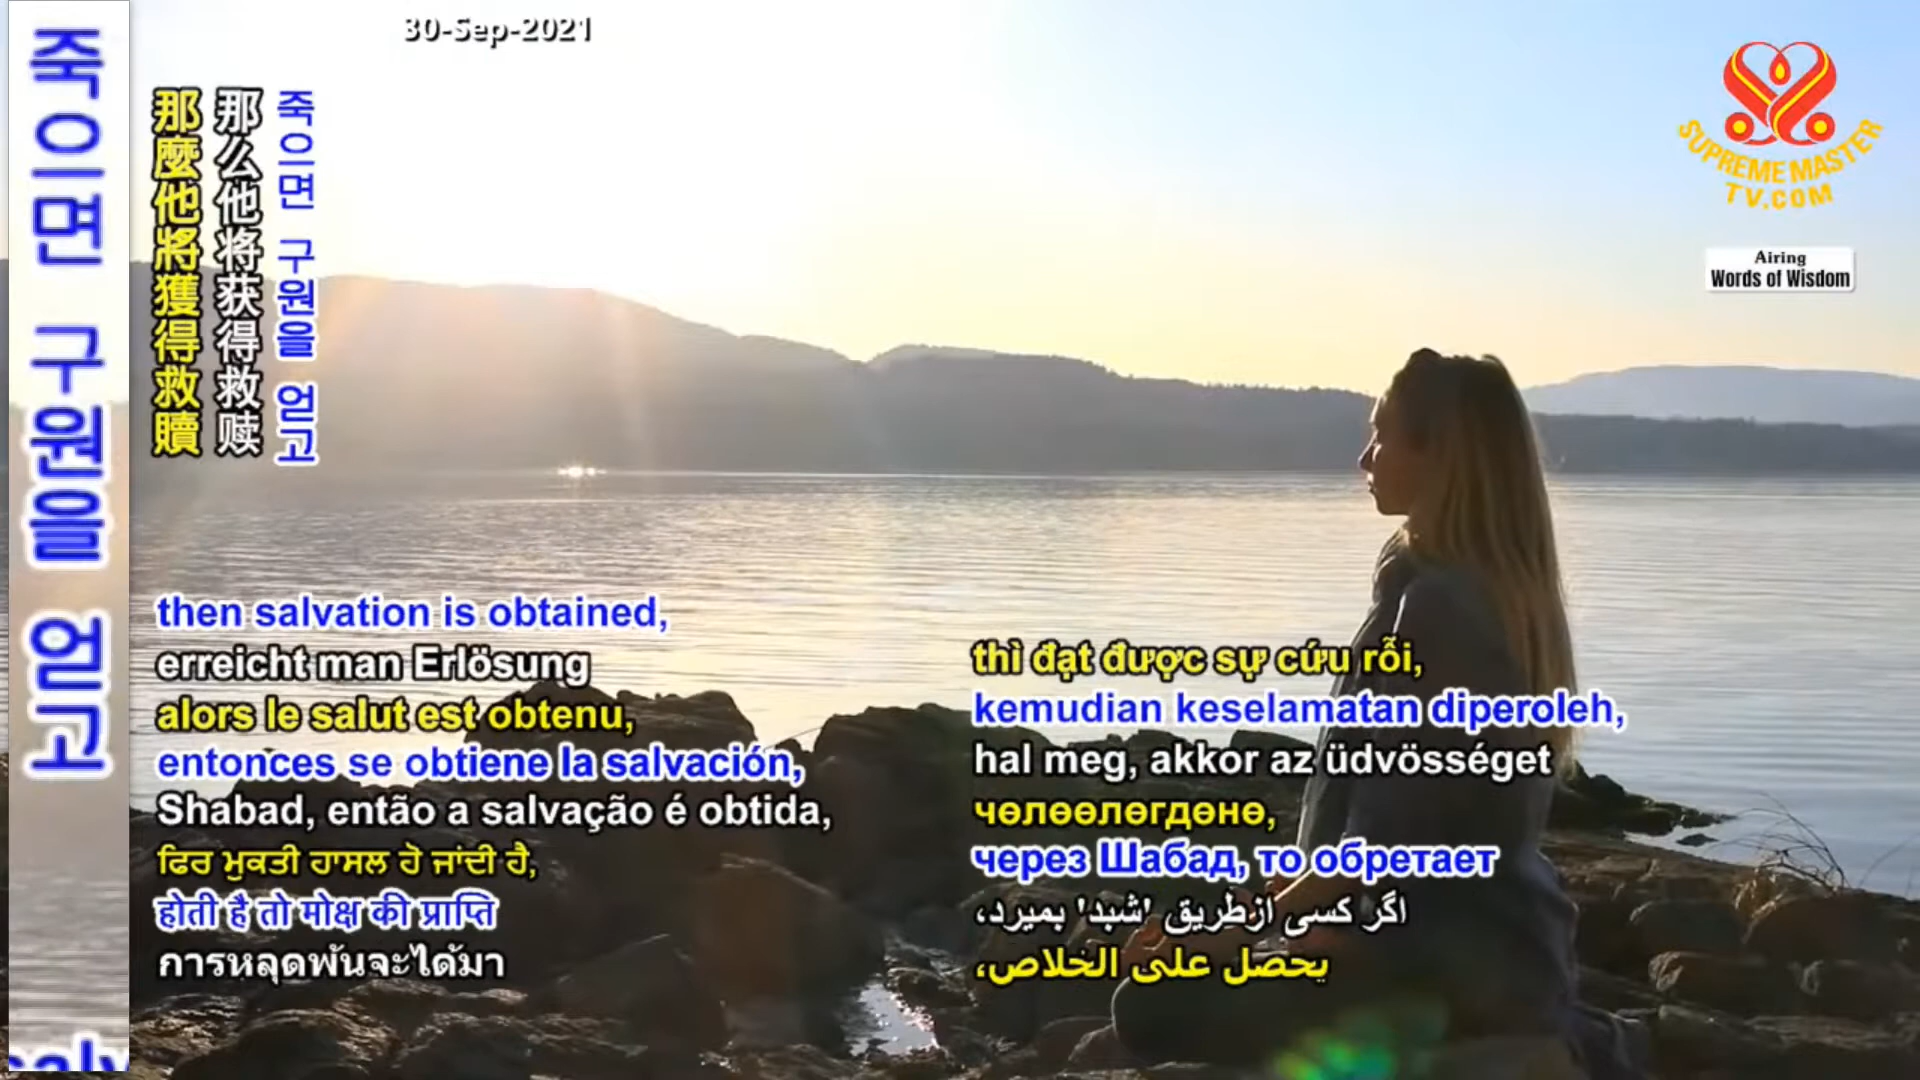 30-Sep-2021
SUPREME MASTER
TV.COM
Airing
Words of Wisdom
죽으면 구원을 얻고
죽으면 구원을 얻고
那么他将获得救赎
那麼他將獲得救贖
then salvation is obtained,
erreicht man Erlösung
alors le salut est obtenu,
entonces se obtiene la salvación,
Shabad, então a salvação é obtida,
ਫਿਰ ਮੁਕਤੀ ਹਾਸਲ ਹੋ ਜਾਂਦੀ ਹੈ,
होती है तो मोक्ष की प्राप्ति
การหลุดพ้นจะได้มา
thì đạt được sự cứu rỗi,
kemudian keselamatan diperoleh,
hal meg, akkor az üdvösséget
чөлөөлөгдөнө,
через Шабад, то обретает
اگر کسی ازطریق 'شبد' بمیرد،
يحصل على الخلاص،